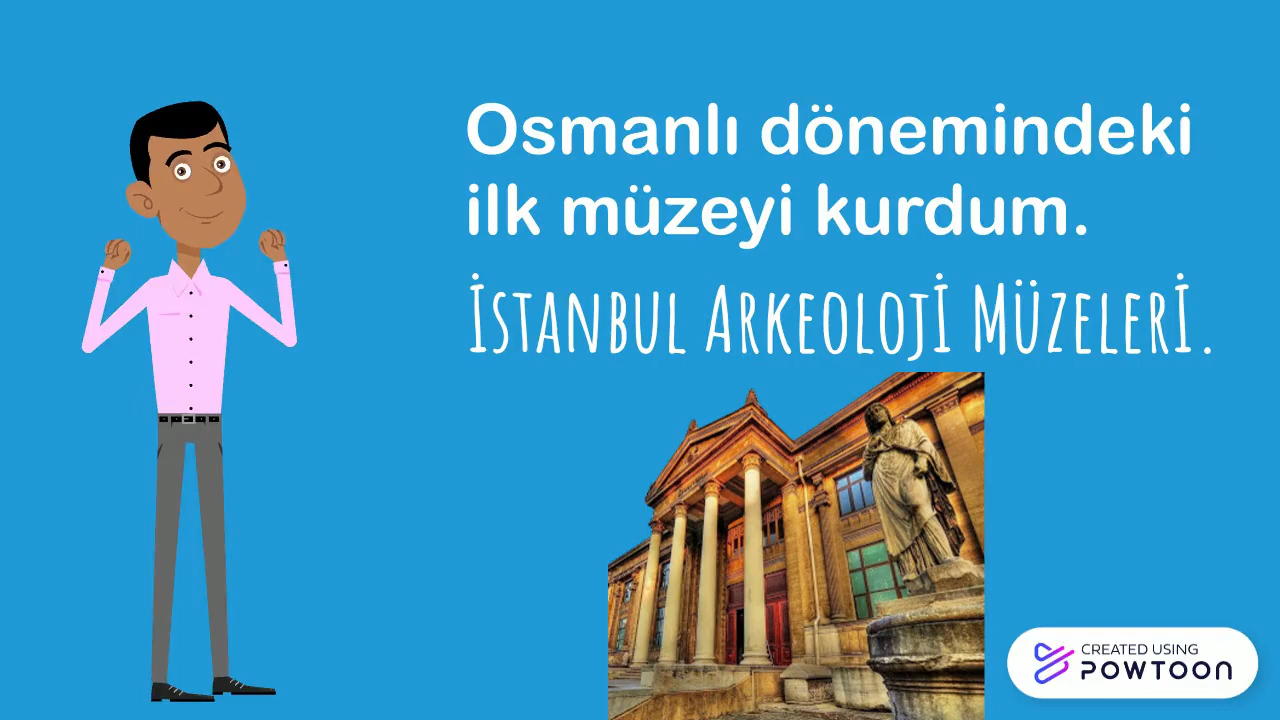 Osmanlı dönemindeki
ilk müzeyi kurdum.
İSTANBUL ARKEOLOJİ MÜZELERİ.
CREATED USING
POWTOON